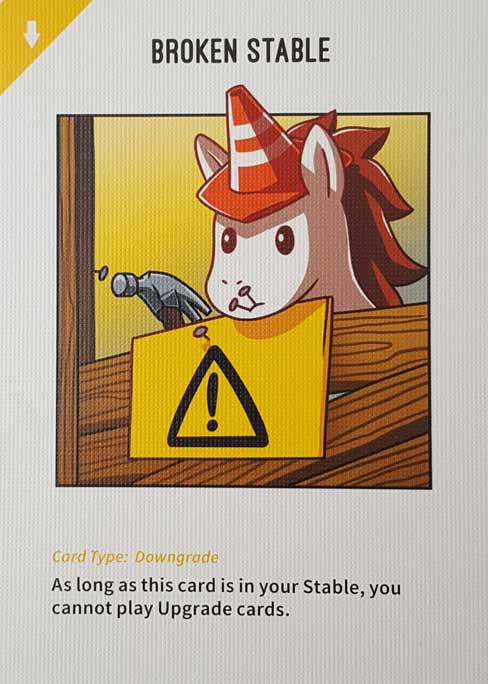 BROKEN STABLE
!
Card Type: Downgrade
As long as this card is in your Stable, you
cannot play Upgrade cards.